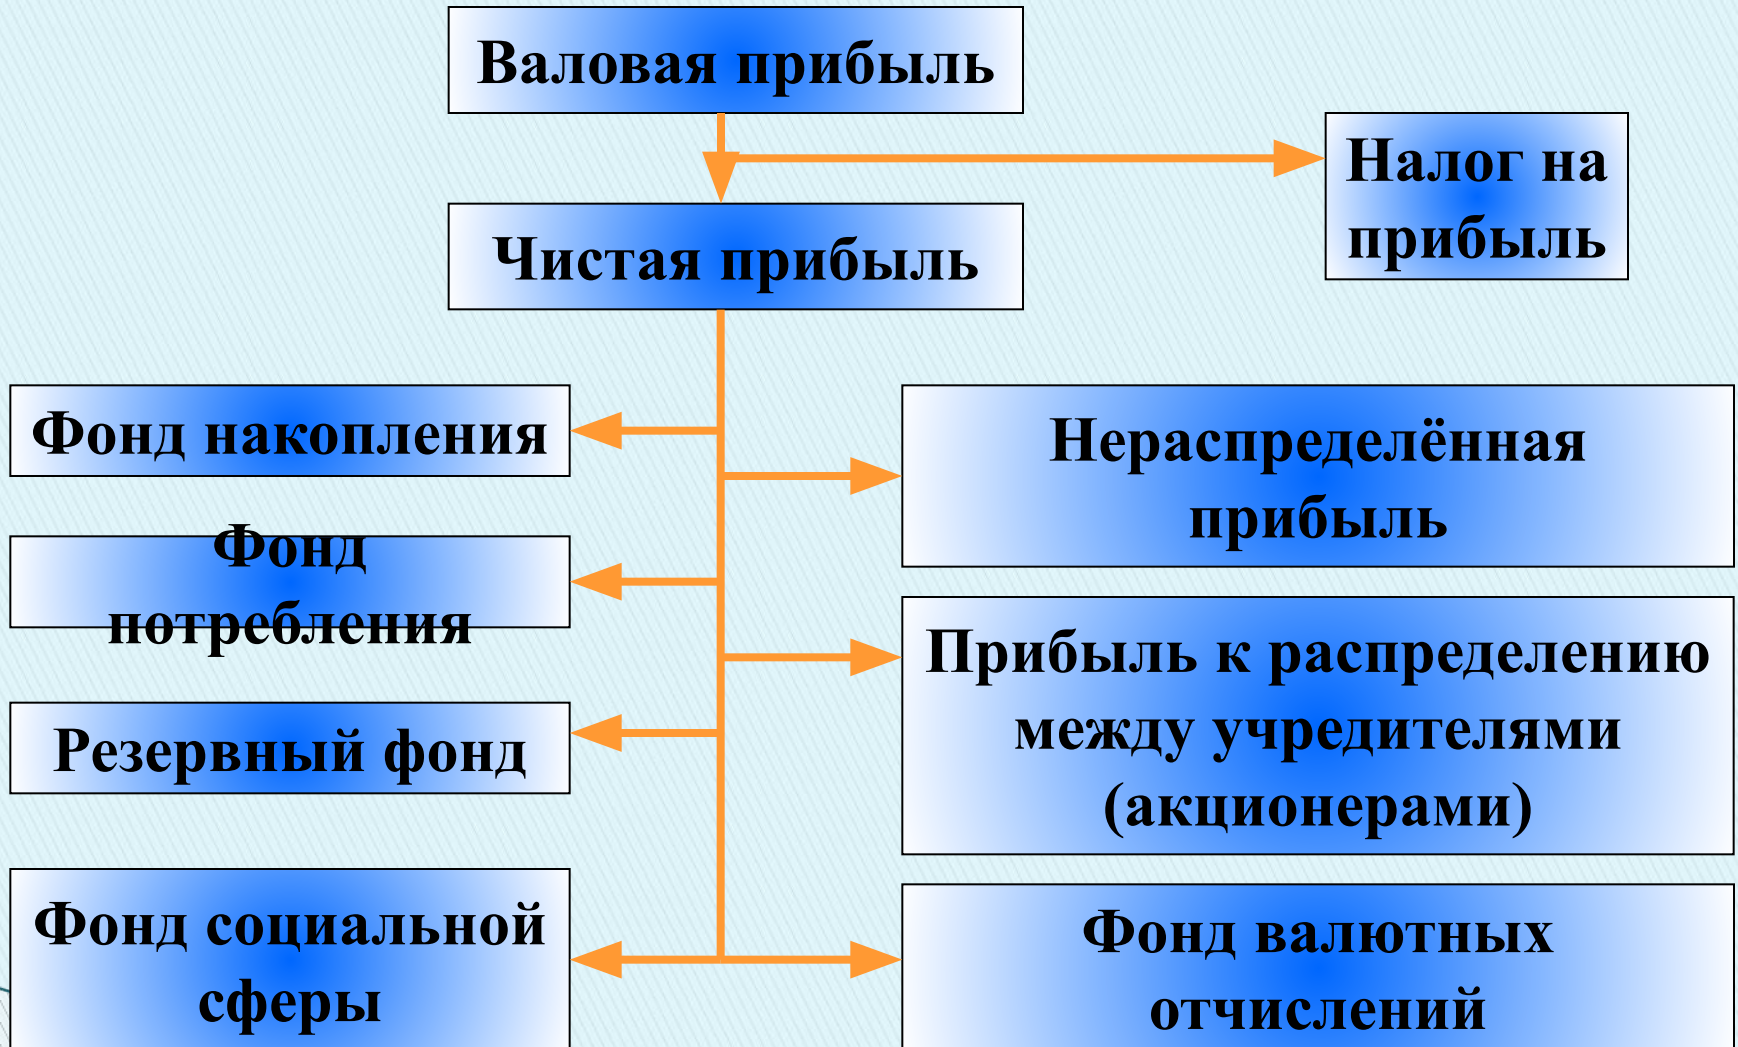 Валовая прибыль
Налог на
прибыль
Чистая прибыль
Фонд накопления
Нераспределённая
прибыль
Фонд
потребления
Прибыль к распределению
между учредителями
(акционерами)
Резервный фонд
Фонд социальной
сферы
Фонд валютных
отчислений